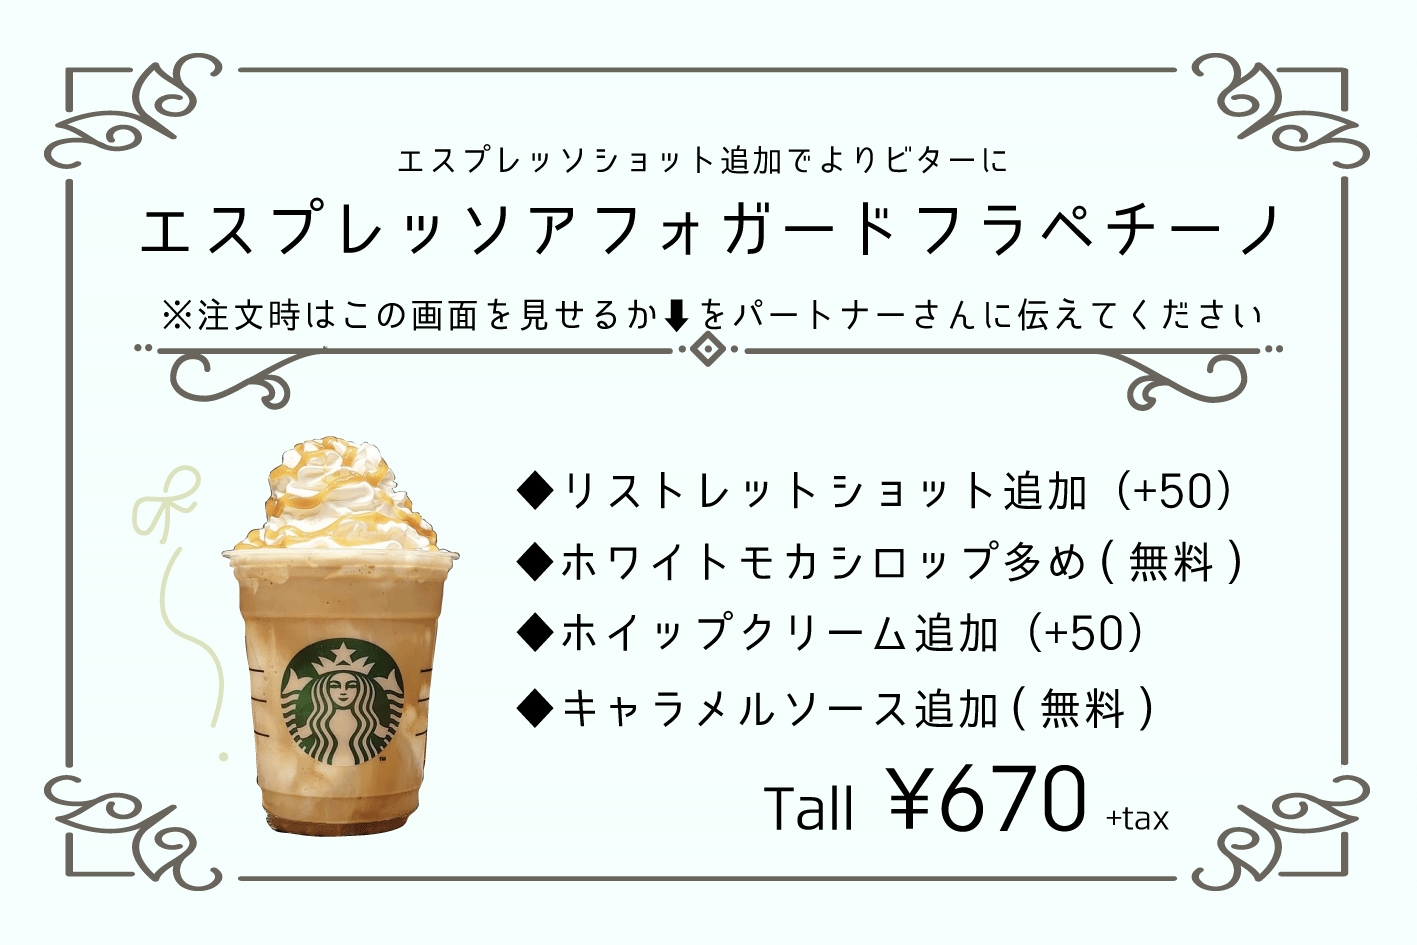 エスプレッソショット追加でよりビターに
エスプレッソアフォガードフラペチーノ
※注文時はこの画面を見せるか⬇をパートナーさんに伝えてください
◆リストレットショット追加（+50）
◆ホワイトモカシロップ多め(無料)
◆ホイップクリーム追加（+50）
◆キャラメルソース追加(無料)
Tall ¥670 +tax
TM